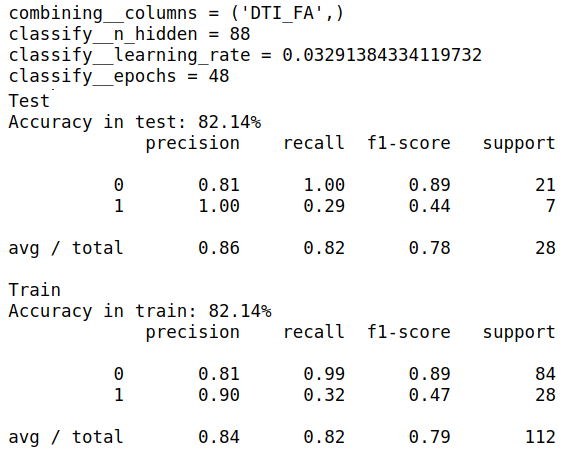 combining__columns = ('DTI_FA',)
classify__n_hidden = 88
classify__learning_rate = 0.03291384334119732
classify__epochs = 48
Test
Accuracy in test: 82.14%
precision recall f1-score support
0 0.81 1.00 0.89 21
1 1.00 0.29 0.44 7
avg / total 0.86 0.82 0.78 28
Train
Accuracy in train: 82.14%
precision recall f1-score support
0 0.81 0.99 0.89 84
1 0.90 0.32 0.47 28
avg / total 0.84 0.82 0.79 112